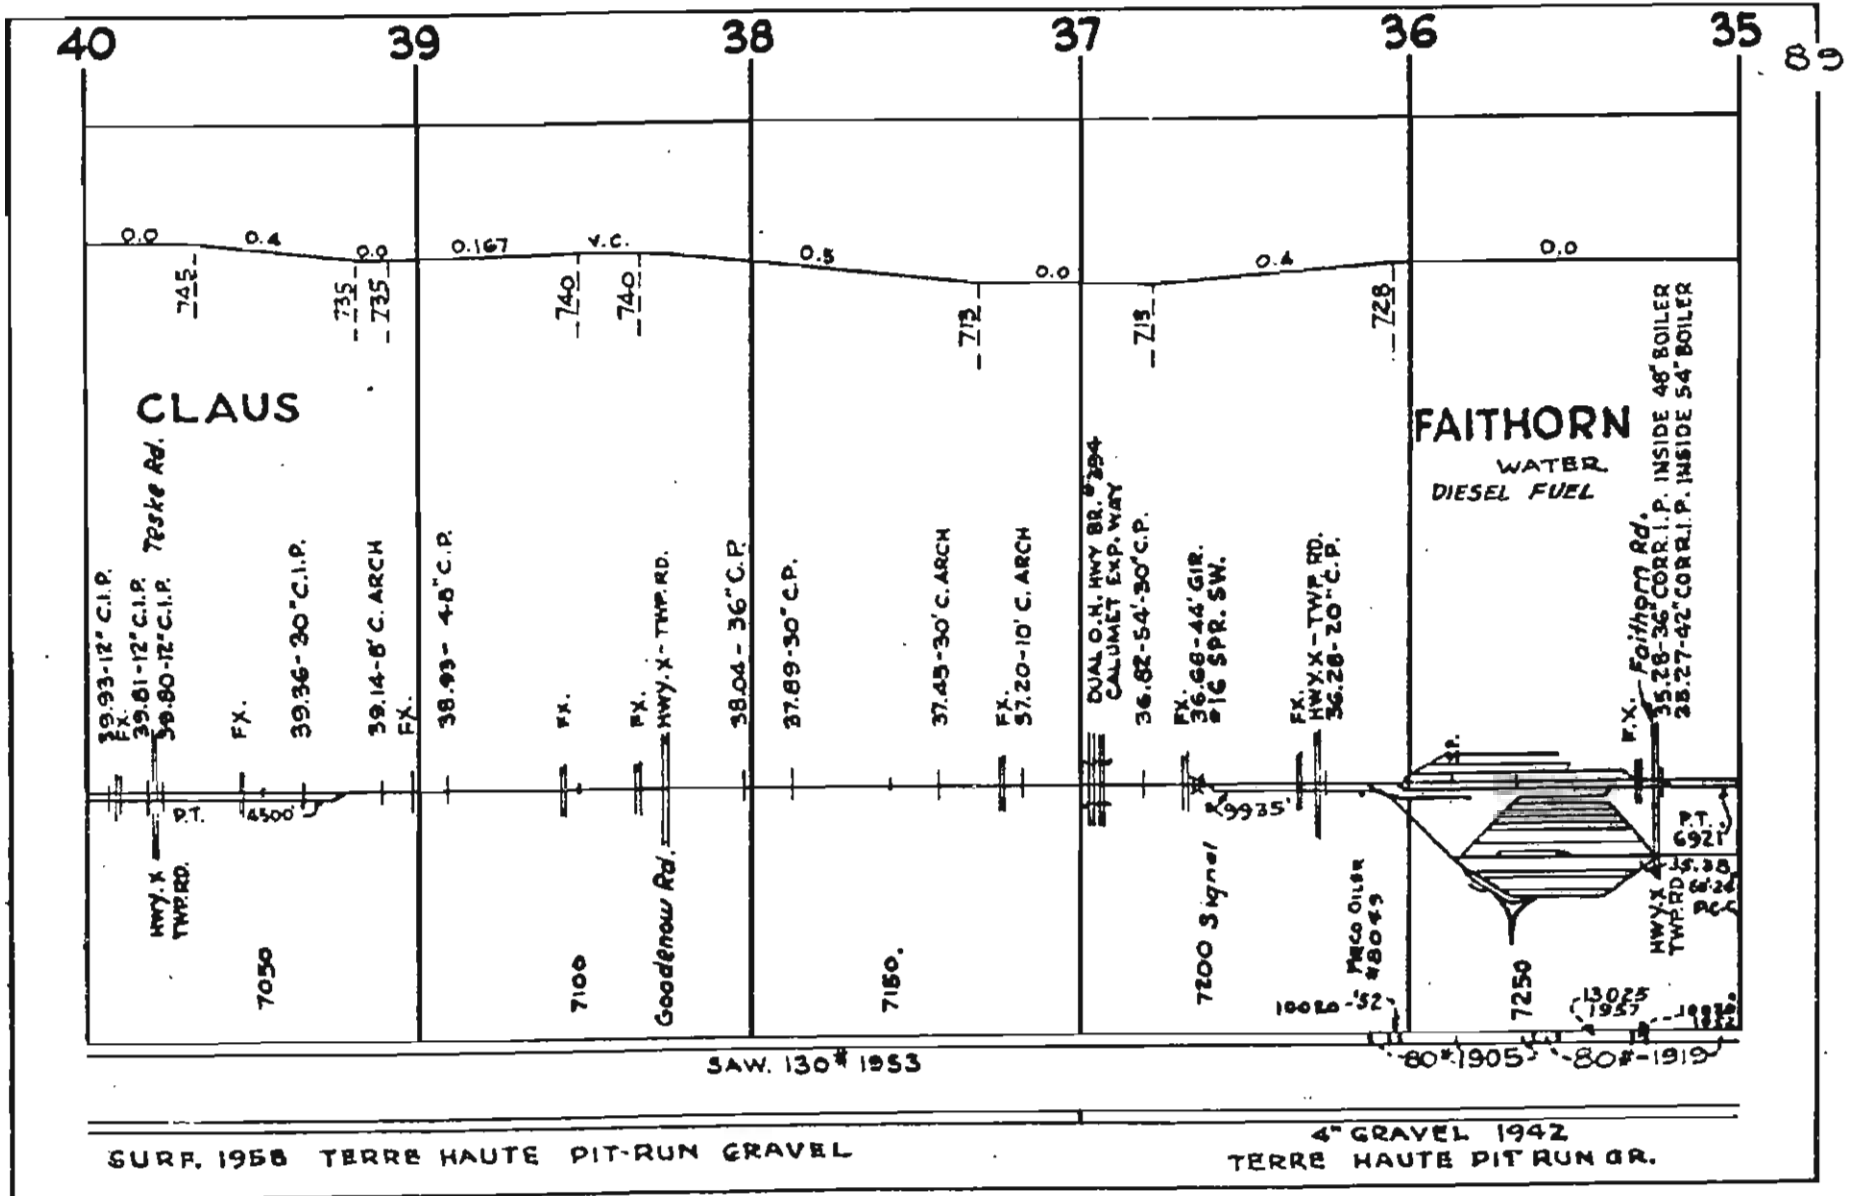 40 39 38 37 36 35
89
0.0 0.4 0.0 0.167 V.C. 0.5 0.0 0.4 0.0
745 735 735 740 740 713 713 728
CLAUS
FAITHORN
WATER
DIESEL FUEL
39.93-12" C.I.P.
FX.
39.81-12" C.I.P.
39.80-12" C.I.P. Teske Rd.
FX.
39.36-30" C.I.P.
39.14-8' C. ARCH
FX.
38.93-48" C.P.
FX.
FX.
HWY. X-TWP. RD.
38.04-36" C.P.
37.89-30" C.P.
37.43-30' C. ARCH
FX.
37.20-10' C. ARCH
DUAL O.H. HWY BR. #394
CALUMET EXP. WAY
36.82-54'-30" C.P.
FX.
36.68-44' GIR.
#16 SPR. SW.
FX.
HWY. X-TWP. RD.
36.28-20" C.P.
F.X. Faithorn Rd.
35.28-36" CORR. I.P. INSIDE 48" BOILER
35.27-42" CORR. I.P. INSIDE 54" BOILER
P.T. 4500'
9935'
P.T.
6921'
HWY. X
TWP. RD.
Goodenow Rd.
HWY. X
TWP. RD.
7050
7100
7150.
7200 Signal
MECO OILER
#8049
7250
10020-'52
13025
1957
SAW. 130# 1953
80#-1905
80#-1919
SURF. 1958 TERRE HAUTE PIT-RUN GRAVEL
4" GRAVEL 1942
TERRE HAUTE PIT RUN GR.